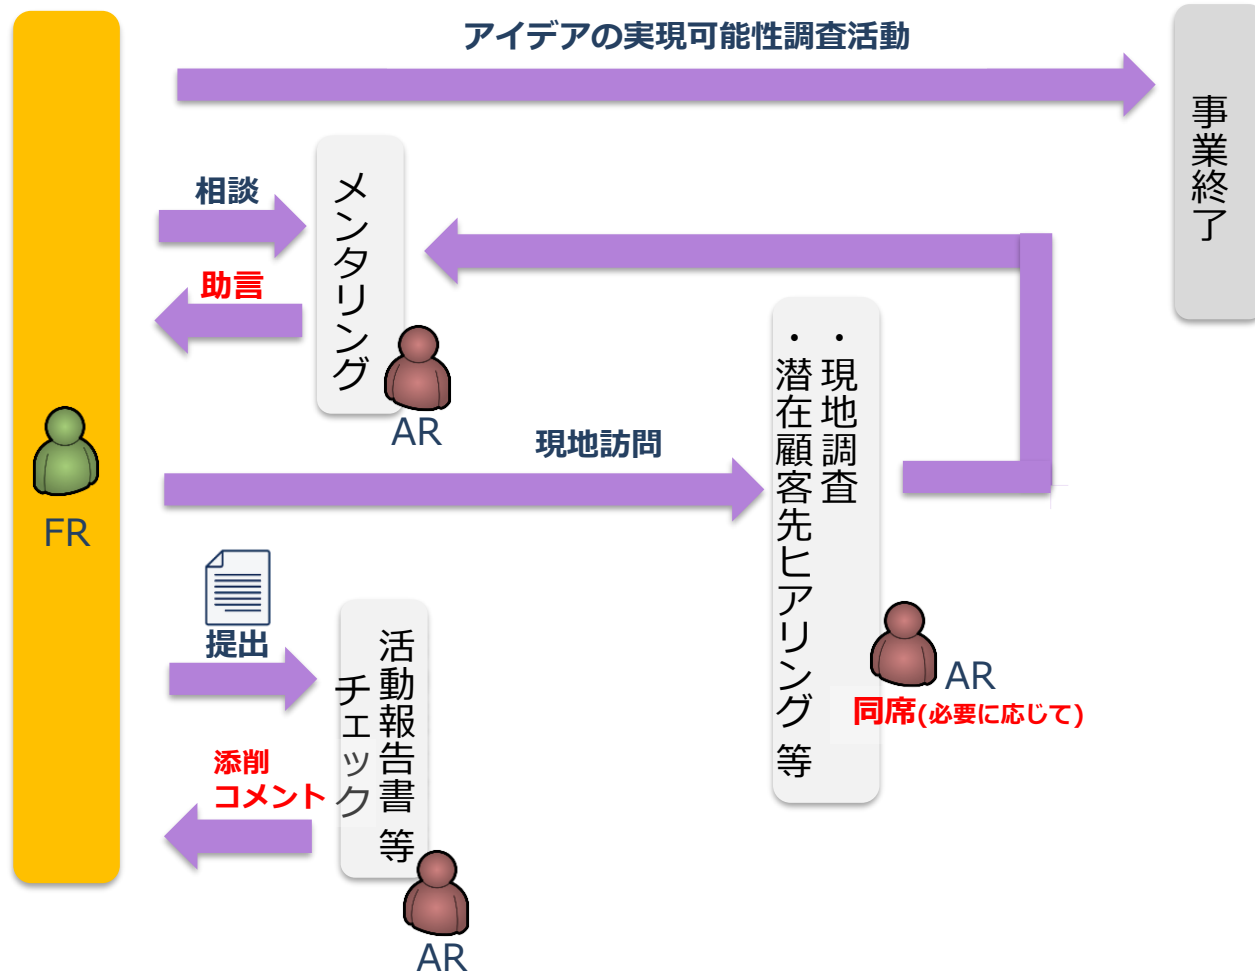 アイデアの実現可能性調査活動
事業終了
相談
メンタリング
助言
AR
FR
現地訪問
・現地調査
・潜在顧客先ヒアリング 等
AR
同席(必要に応じて)
提出
活動報告書 等
チェック
添削
コメント
AR